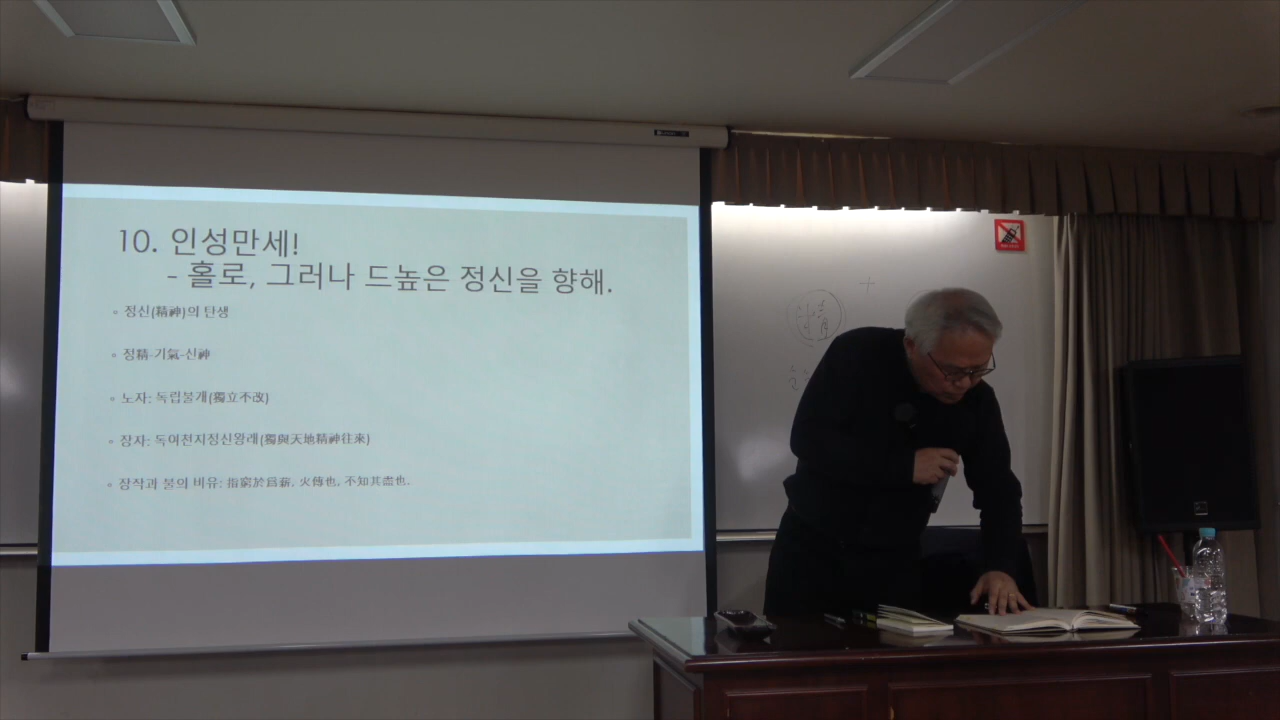 10. 인성만세!
- 홀로, 그러나 드높은 정신을 향해.
▫ 정신(精神)의 탄생
▫ 정精-기氣-신神
▫ 노자: 독립불개(獨立不改)
▫ 장자: 독여천지정신왕래(獨與天地精神往來)
▫ 장작과 불의 비유: 指窮於爲薪, 火傳也, 不知其盡也.